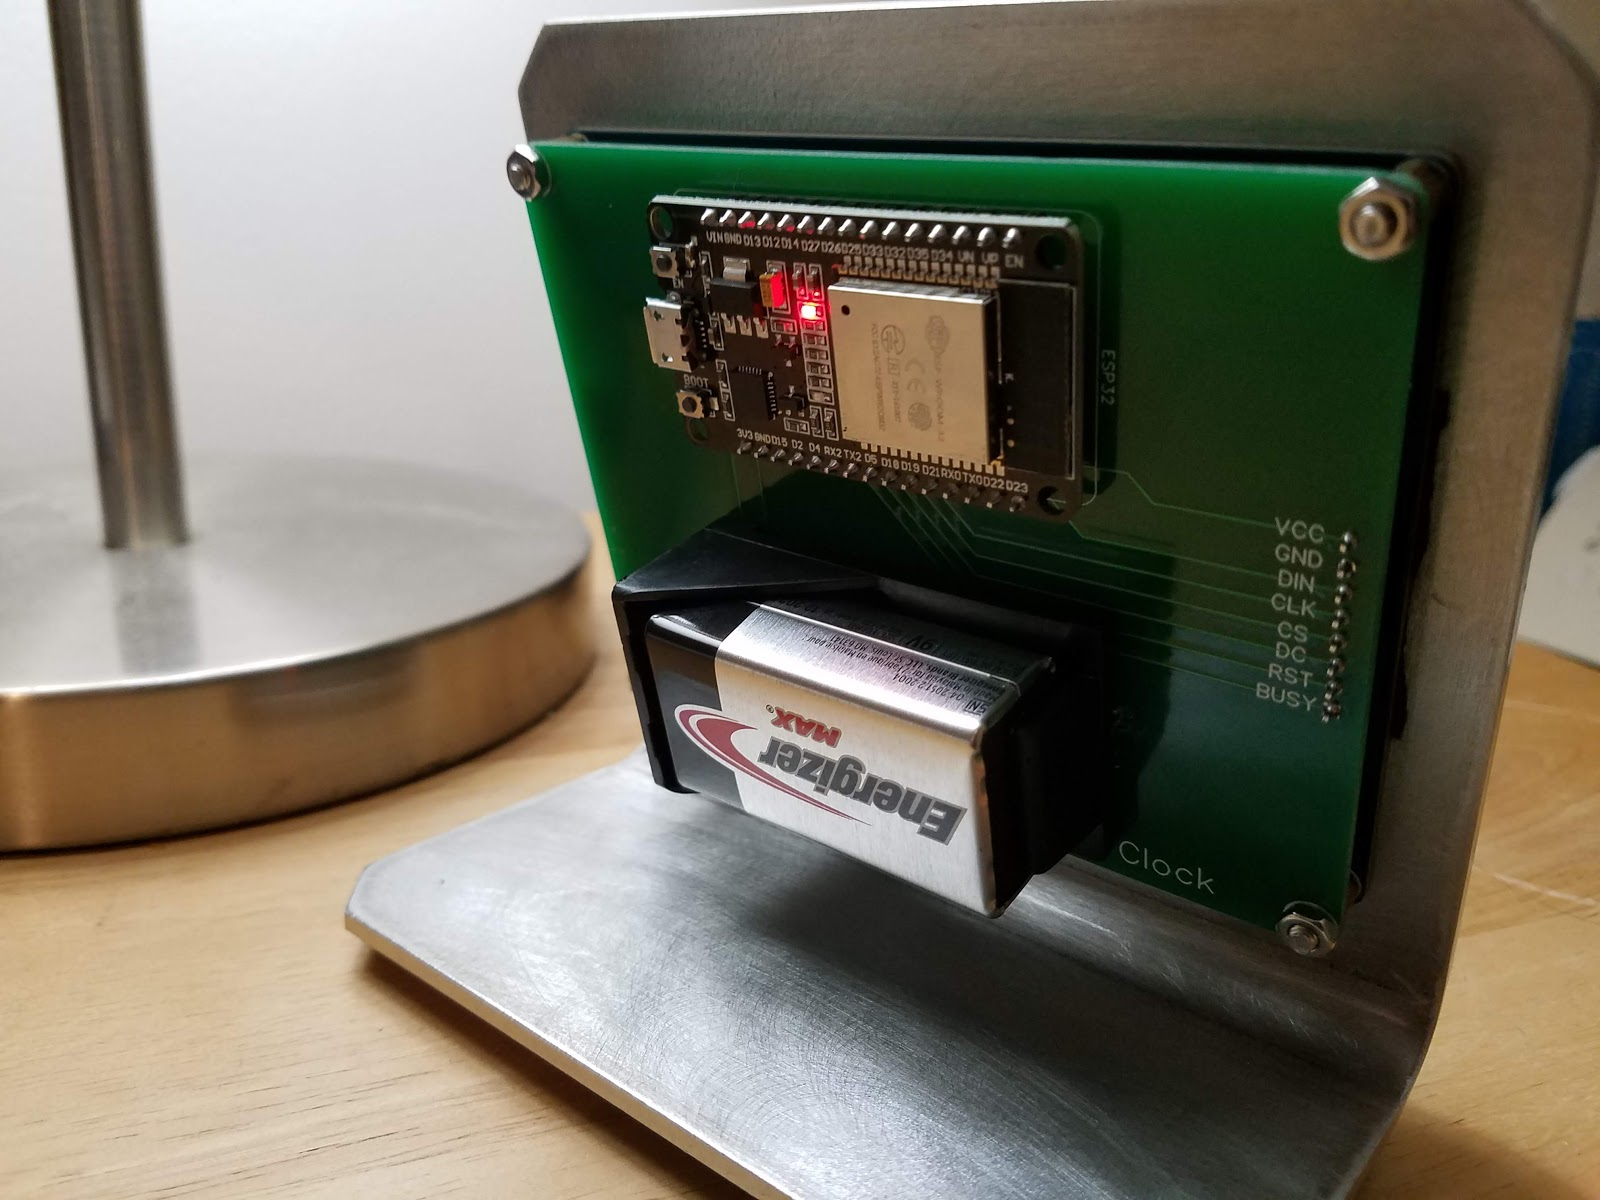 VIN GND D13 D12 D14 D27 D26 D25 D33 D32 D35 D34 UN UP EN
EN
BOOT
3V3 GND D15 D2 D4 RX2 TX2 D5 D18 D19 D21 RX0 TX0 D22 D23
ESP32
VCC
GND
DIN
CLK
CS
DC
RST
BUSY
Energizer
MAX®
9V
Clock